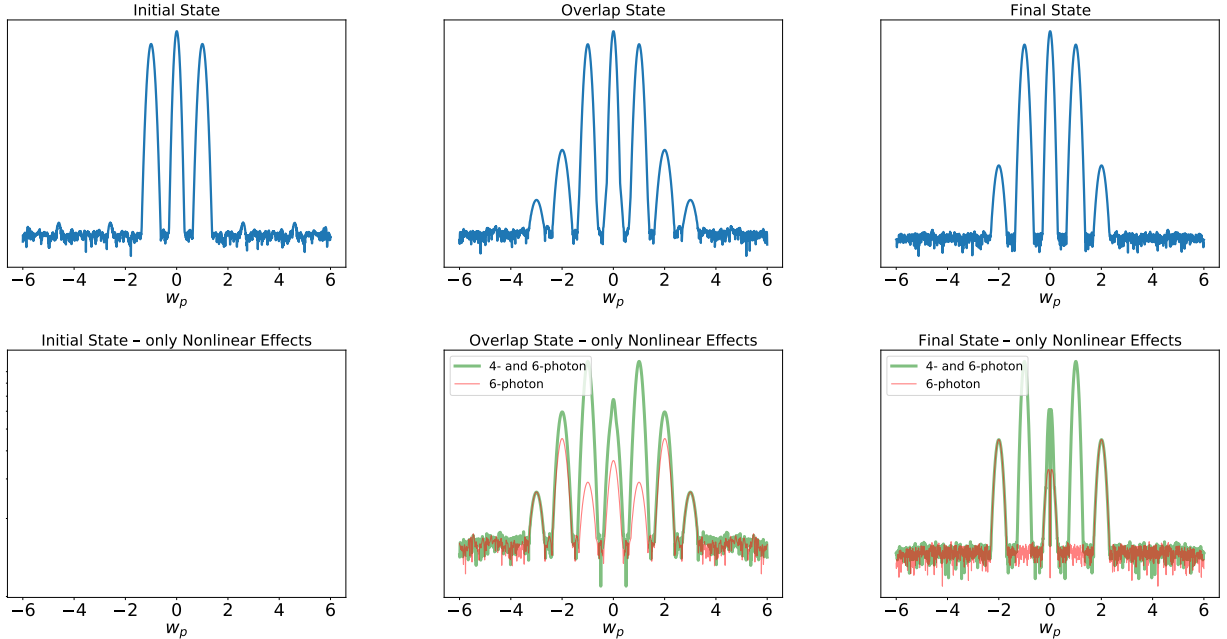 Initial State
Overlap State
Final State
−6 −4 −2 0 2 4 6
−6 −4 −2 0 2 4 6
−6 −4 −2 0 2 4 6
w_p
w_p
w_p
Initial State – only Nonlinear Effects
Overlap State – only Nonlinear Effects
Final State – only Nonlinear Effects
4- and 6-photon
6-photon
4- and 6-photon
6-photon
−6 −4 −2 0 2 4 6
−6 −4 −2 0 2 4 6
−6 −4 −2 0 2 4 6
w_p
w_p
w_p